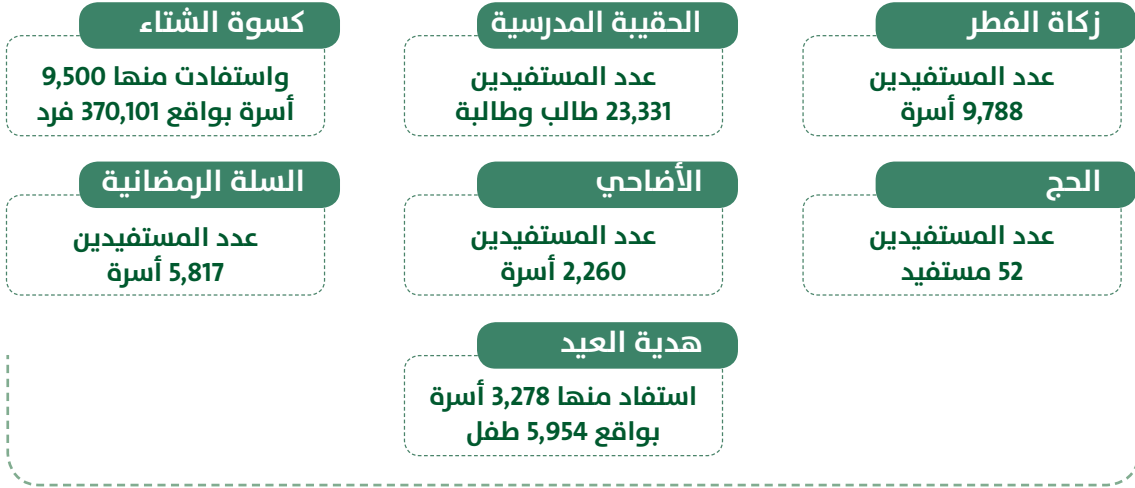 زكاة الفطر
عدد المستفيدين
9,788 أسرة
الحقيبة المدرسية
عدد المستفيدين
23,331 طالب وطالبة
كسوة الشتاء
واستفادت منها 9,500
أسرة بواقع 370,101 فرد
الحج
عدد المستفيدين
52 مستفيد
الأضاحي
عدد المستفيدين
2,260 أسرة
السلة الرمضانية
عدد المستفيدين
5,817 أسرة
هدية العيد
استفاد منها 3,278 أسرة
بواقع 5,954 طفل